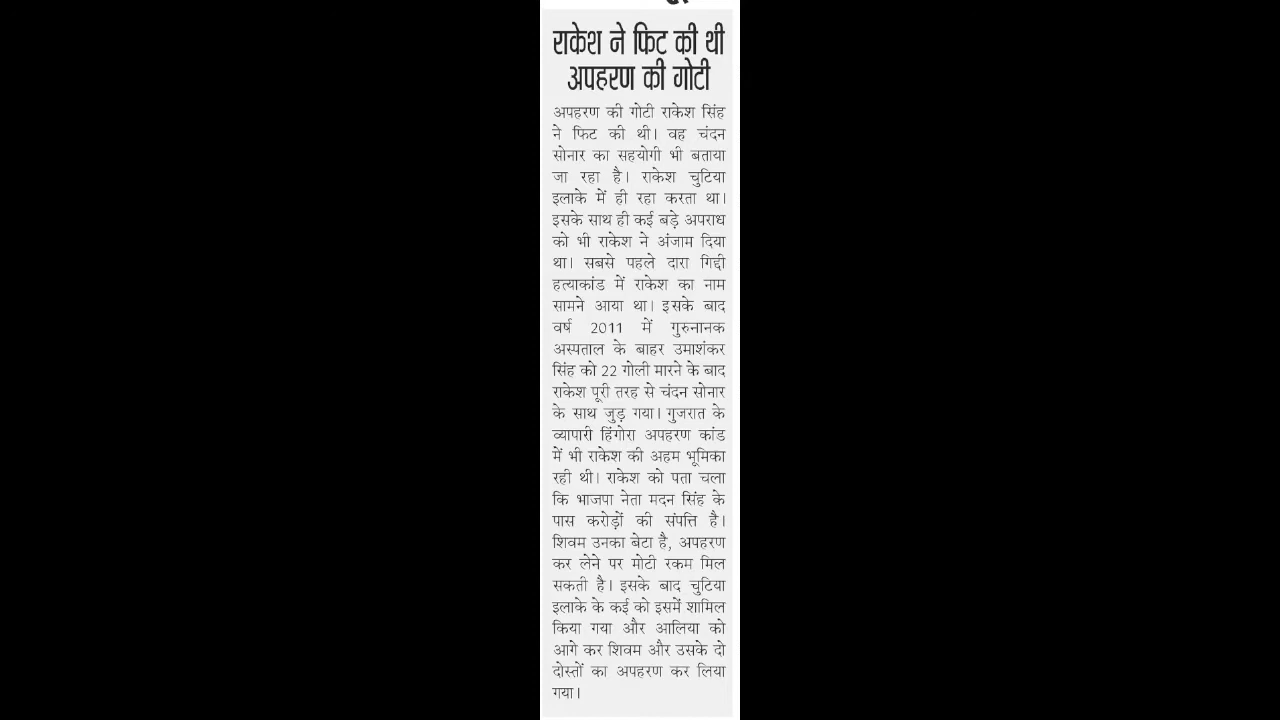 राकेश ने फिट की थी
अपहरण की गोटी
अपहरण की गोटी राकेश सिंह
ने फिट की थी। वह चंदन
सोनार का सहयोगी भी बताया
जा रहा है। राकेश चुटिया
इलाके में ही रहा करता था।
इसके साथ ही कई बड़े अपराध
को भी राकेश ने अंजाम दिया
था। सबसे पहले दारा गिद्दी
हत्याकांड में राकेश का नाम
सामने आया था। इसके बाद
वर्ष 2011 में गुरुनानक
अस्पताल के बाहर उमाशंकर
सिंह को 22 गोली मारने के बाद
राकेश पूरी तरह से चंदन सोनार
के साथ जुड़ गया। गुजरात के
व्यापारी हिंगोरा अपहरण कांड
में भी राकेश की अहम भूमिका
रही थी। राकेश को पता चला
कि भाजपा नेता मदन सिंह के
पास करोड़ों की संपत्ति है।
शिवम उनका बेटा है, अपहरण
कर लेने पर मोटी रकम मिल
सकती है। इसके बाद चुटिया
इलाके के कई को इसमें शामिल
किया गया और आलिया को
आगे कर शिवम और उसके दो
दोस्तों का अपहरण कर लिया
गया।